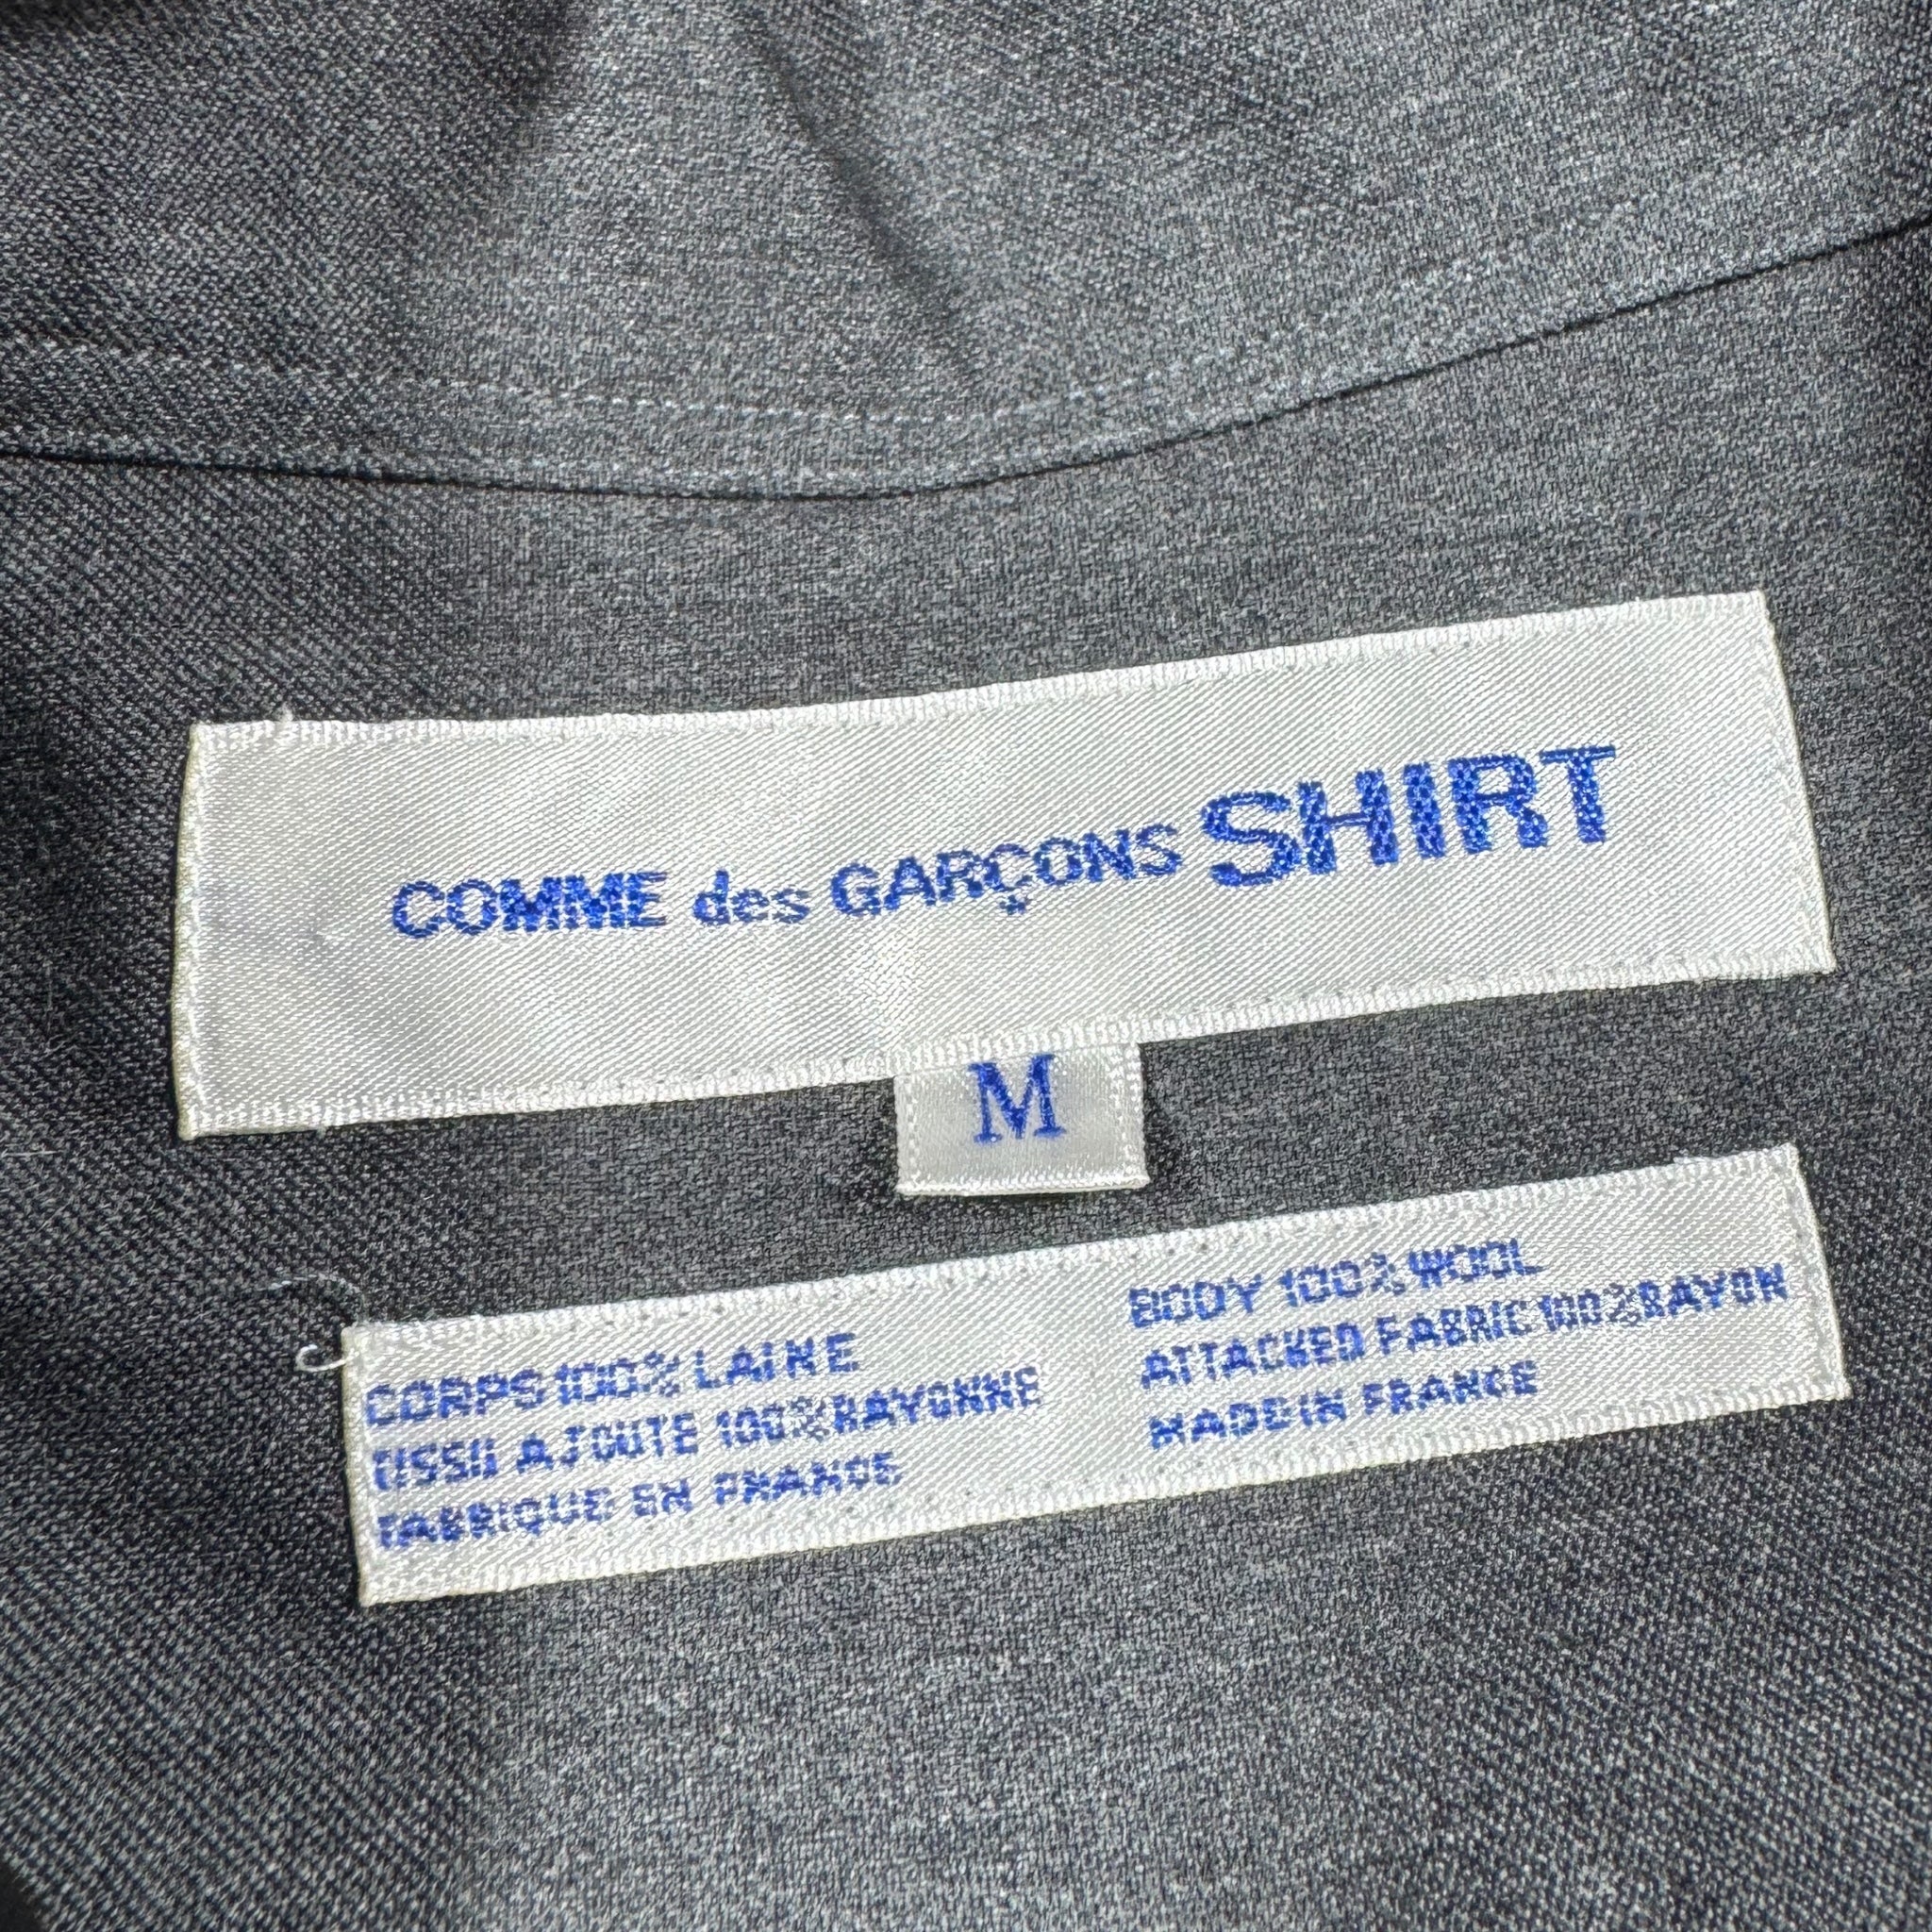 COMME des GARÇONS SHIRT
M
CORPS 100% LAINE
TISSU AJOUTE 100% RAYONNE
FABRIQUE EN FRANCE
BODY 100% WOOL
ATTACKED FABRIC 100% RAYON
MADE IN FRANCE